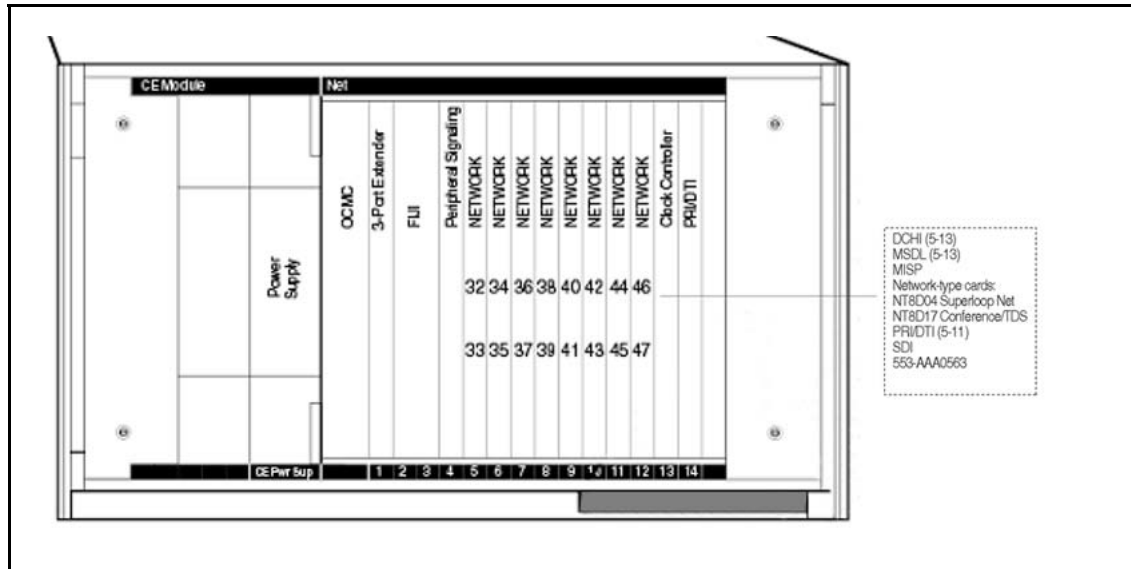 CE Module Net
OCMC
3-Port Extender
FIJI
Peripheral Signaling
NETWORK
NETWORK
NETWORK
NETWORK
NETWORK
NETWORK
NETWORK
NETWORK
Clock Controller
PRI/DTI
Power
Supply
32 34 36 38 40 42 44 46
33 35 37 39 41 43 45 47
DCHI (5-13)
MSDL (5-13)
MISP
Network-type cards:
NT8D04 Superloop Net
NT8D17 Conference/TDS
PRI/DTI (5-11)
SDI
553-AAA0563
CE Pwr Sup 1 2 3 4 5 6 7 8 9 10 11 12 13 14